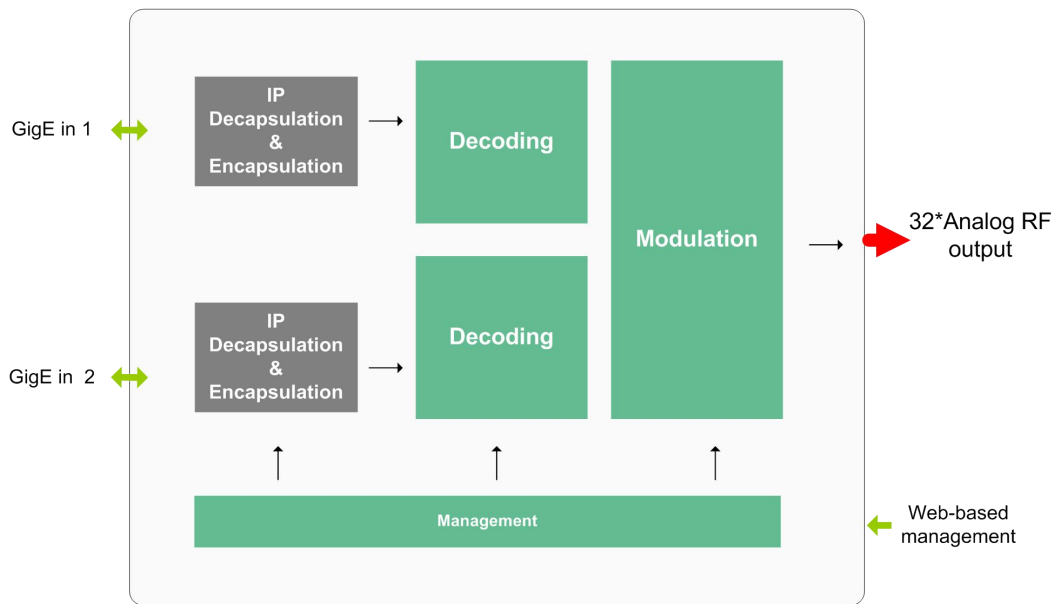 GigE in 1
IP
Decapsulation
&
Encapsulation
Decoding
Modulation
32*Analog RF
output
GigE in  2
IP
Decapsulation
&
Encapsulation
Decoding
Management
Web-based
management